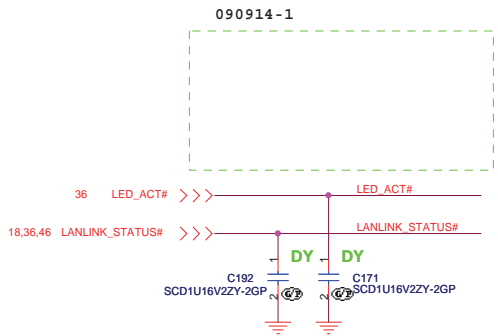 090914-1
36 LED_ACT# LED_ACT#
18,36,46 LANLINK_STATUS# LANLINK_STATUS#
DY DY
1 1
C192 C171
SCD1U16V2ZY-2GP SCD1U16V2ZY-2GP
2 G/P 2 G/P